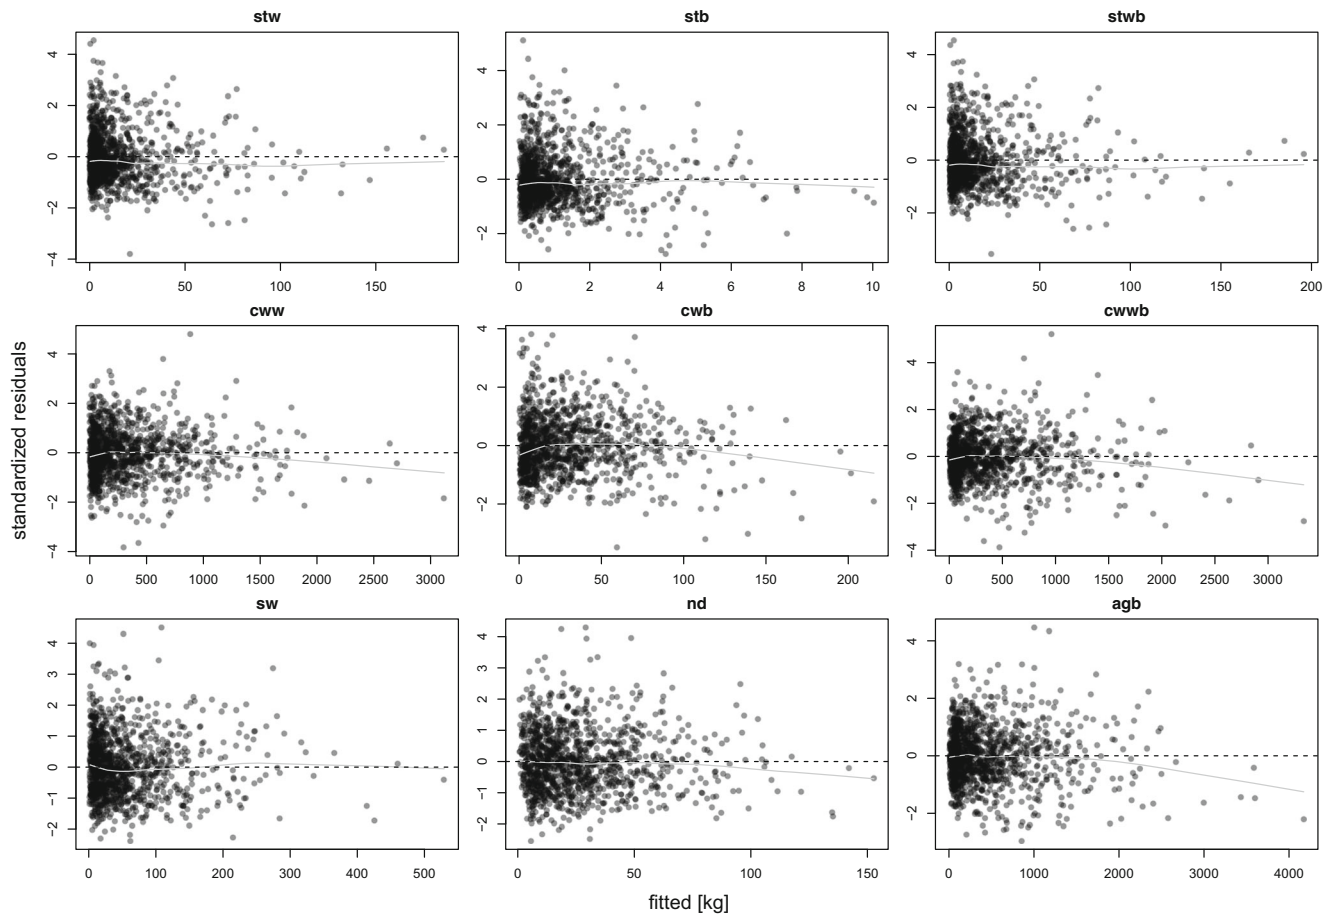 stw stb stwb
4 2 0 −2 −4
4 2 0 −2
4 2 0 −2
0 50 100 150
0 2 4 6 8 10
0 50 100 150 200
cww cwb cwwb
standardized residuals
4 2 0 −2 −4
4 3 2 0 −2
4 2 0 −2 −4
0 500 1000 1500 2000 2500 3000
0 50 100 150 200
0 500 1000 1500 2000 2500 3000
sw nd agb
4 3 2 1 0 −1 −2
4 3 2 1 0 −1 −2
4 2 0 −2
0 100 200 300 400 500
0 50 100 150
0 1000 2000 3000 4000
fitted [kg]